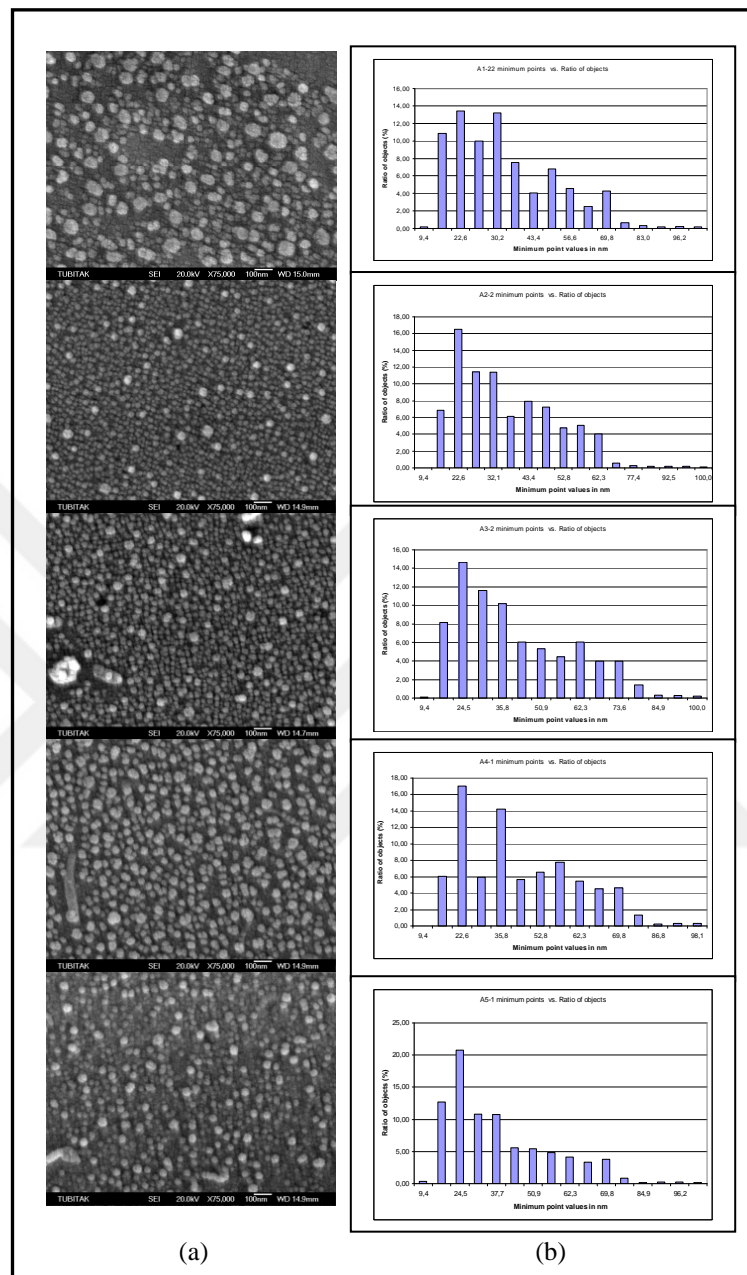 TUBITAK SEI 20.0kV X75,000 100nm WD 15.0mm
A1-22 minimum points vs. Ratio of objects
Ratio of objects (%)
16,00
14,00
12,00
10,00
8,00
6,00
4,00
2,00
0,00
9,4 22,6 30,2 43,4 56,6 69,8 83,0 96,2
Minimum point values in nm
TUBITAK SEI 20.0kV X75,000 100nm WD 14.9mm
A2-2 minimum points vs. Ratio of objects
Ratio of objects (%)
18,00
16,00
14,00
12,00
10,00
8,00
6,00
4,00
2,00
0,00
9,4 22,6 32,1 43,4 52,8 62,3 77,4 92,5 100,0
Minimum point values in nm
TUBITAK SEI 20.0kV X75,000 100nm WD 14.7mm
A3-2 minimum points vs. Ratio of objects
Ratio of objects (%)
16,00
14,00
12,00
10,00
8,00
6,00
4,00
2,00
0,00
9,4 24,5 35,8 50,9 62,3 73,6 84,9 100,0
Minimum point values in nm
TUBITAK SEI 20.0kV X75,000 100nm WD 14.9mm
A4-1 minimum points vs. Ratio of objects
Ratio of objects (%)
18,00
16,00
14,00
12,00
10,00
8,00
6,00
4,00
2,00
0,00
9,4 22,6 35,8 52,8 62,3 69,8 86,8 98,1
Minimum point values in nm
TUBITAK SEI 20.0kV X75,000 100nm WD 14.9mm
A5-1 minimum points vs. Ratio of objects
Ratio of objects (%)
25,00
20,00
15,00
10,00
5,00
0,00
9,4 24,5 37,7 50,9 62,3 69,8 84,9 96,2
Minimum point values in nm
(a) (b)